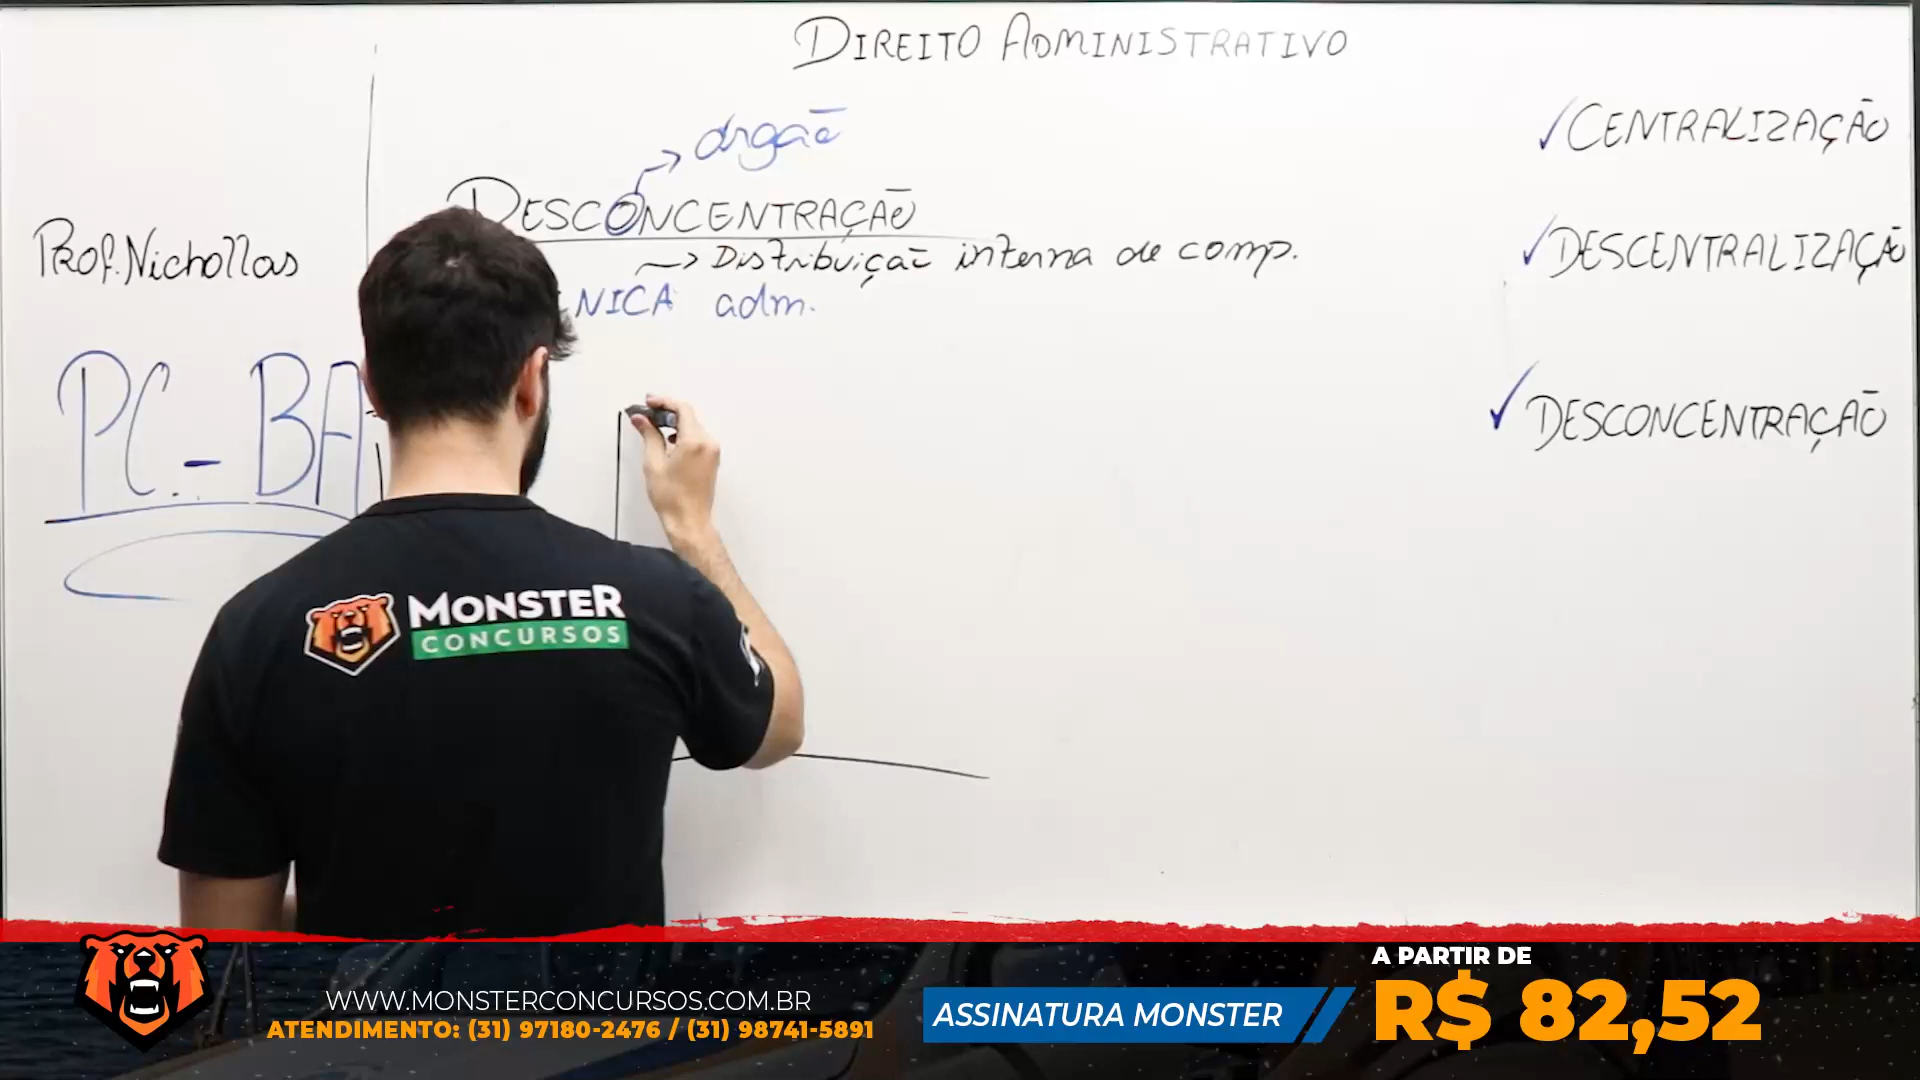 DIREITO ADMINISTRATIVO
órgão
DESCONCENTRAÇÃO
Distribuição interna de comp.
NICA adm.
Prof. Nichollas
PC-BA
✓CENTRALIZAÇÃO
✓DESCENTRALIZAÇÃO
✓DESCONCENTRAÇÃO
MONSTER
CONCURSOS
WWW.MONSTERCONCURSOS.COM.BR
ATENDIMENTO: (31) 97180-2476 / (31) 98741-5891
ASSINATURA MONSTER
A PARTIR DE
R$ 82,52